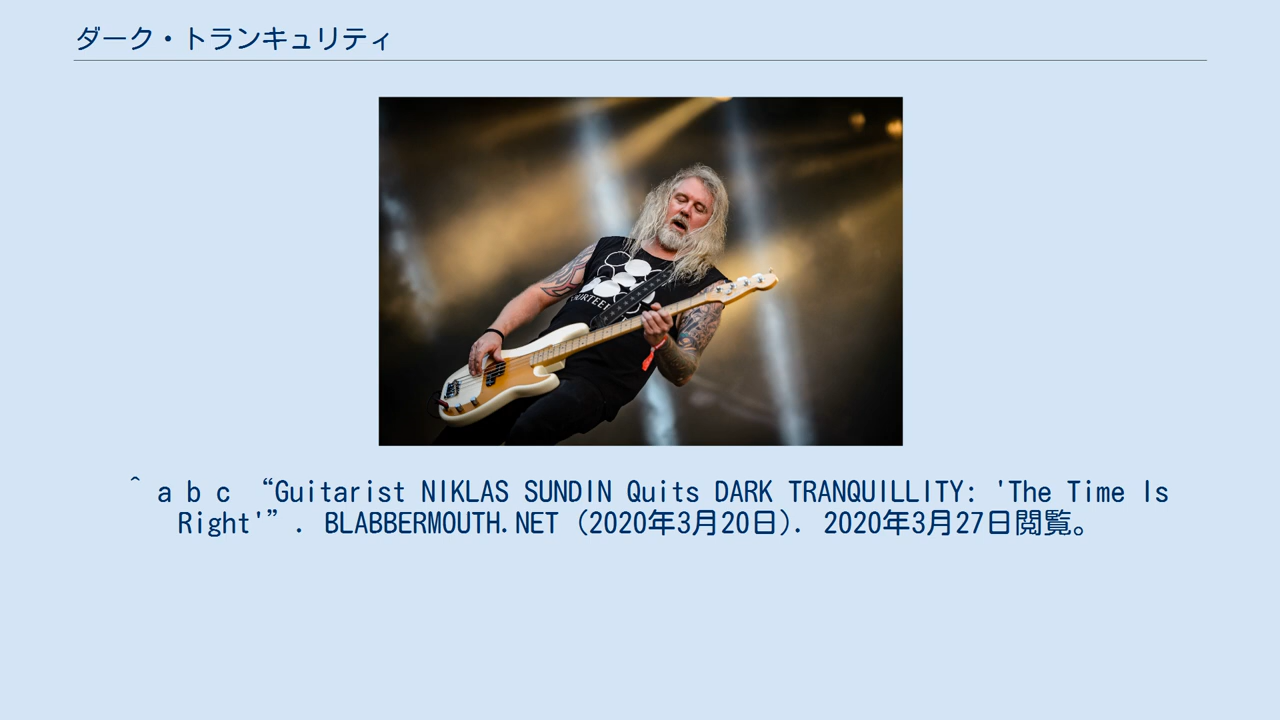 ダーク・トランキュリティ
URTEE
^ a b c “Guitarist NIKLAS SUNDIN Quits DARK TRANQUILLITY: 'The Time Is
Right'”. BLABBERMOUTH.NET (2020年3月20日). 2020年3月27日閲覧。